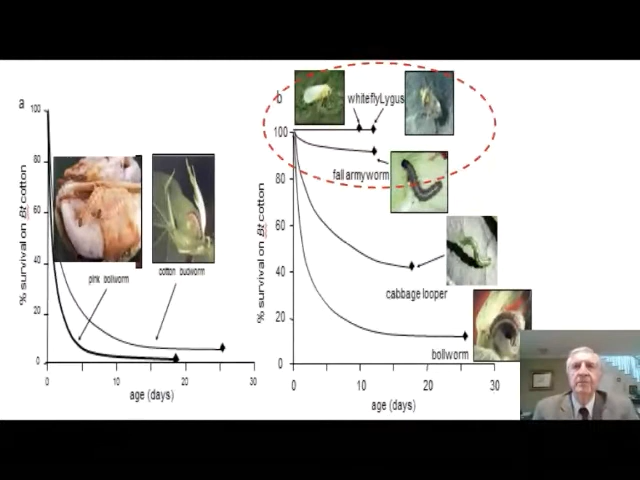 a
100
80
60
40
20
0
0
10
20
30
% survival on Bt cotton
age (days)
pink bollworm
cotton budworm
b
100
80
60
40
20
0
0
10
20
30
% survival on Bt cotton
age (days)
whitefly Lygus
fall armyworm
cabbage looper
bollworm